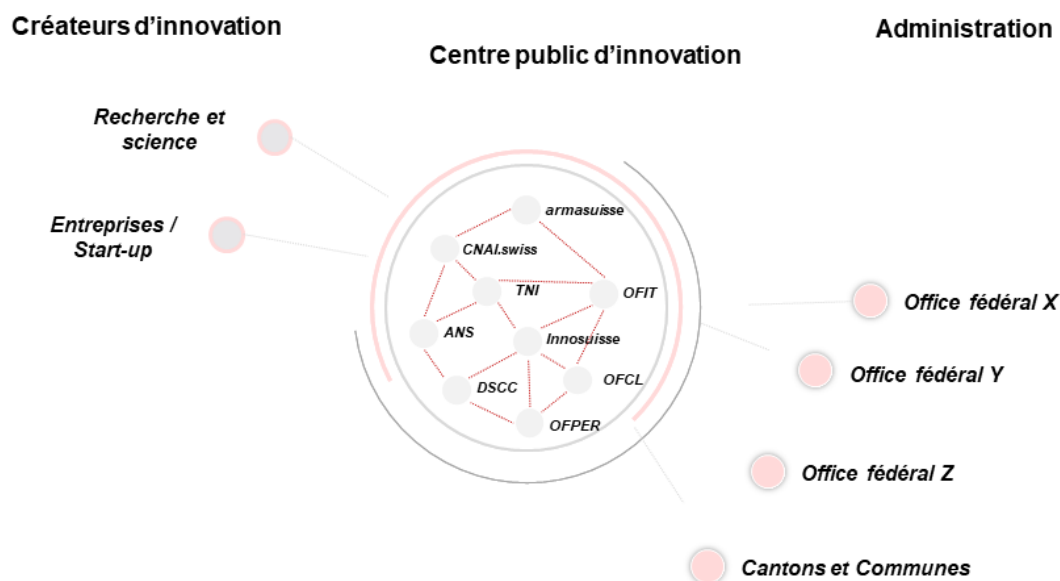 Créateurs d'innovation
Centre public d'innovation
Administration
Recherche et
science
Entreprises /
Start-up
armasuisse
CNAI.swiss
TNI
OFIT
ANS
Innosuisse
DSCC
OFCL
OFPER
Office fédéral X
Office fédéral Y
Office fédéral Z
Cantons et Communes